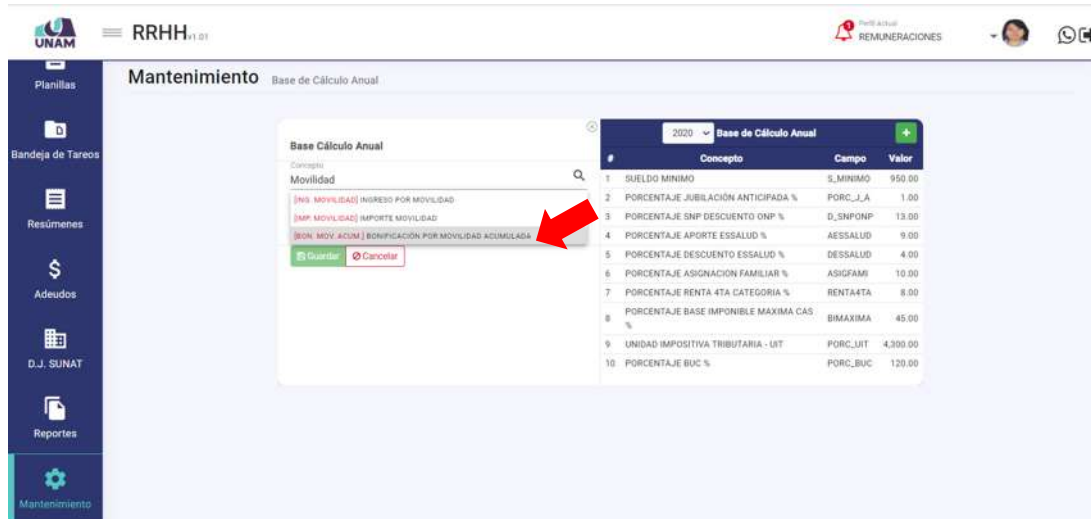 UNAM
RRHH v1.01
Perfil Actual
REMUNERACIONES
Planillas
Bandeja de Tareos
Resúmenes
Adeudos
D.J. SUNAT
Reportes
Mantenimiento
Mantenimiento Base de Cálculo Anual
Base Cálculo Anual
Concepto
Movilidad
[ING. MOVILIDAD] INGRESO POR MOVILIDAD
[IMP. MOVILIDAD] IMPORTE MOVILIDAD
[BON. MOV. ACUM.] BONIFICACIÓN POR MOVILIDAD ACUMULADA
Guardar Cancelar
2020 Base de Cálculo Anual +
# Concepto Campo Valor
1 SUELDO MINIMO S_MINIMO 950.00
2 PORCENTAJE JUBILACIÓN ANTICIPADA % PORC_J_A 1.00
3 PORCENTAJE SNP DESCUENTO ONP % D_SNPONP 13.00
4 PORCENTAJE APORTE ESSALUD % AESSALUD 9.00
5 PORCENTAJE DESCUENTO ESSALUD % DESSALUD 4.00
6 PORCENTAJE ASIGNACION FAMILIAR % ASIGFAMI 10.00
7 PORCENTAJE RENTA 4TA CATEGORIA % RENTA4TA 8.00
8 PORCENTAJE BASE IMPONIBLE MAXIMA CAS BIMAXIMA 45.00
%
9 UNIDAD IMPOSITIVA TRIBUTARIA - UIT PORC_UIT 4,300.00
10 PORCENTAJE BUC % PORC_BUC 120.00